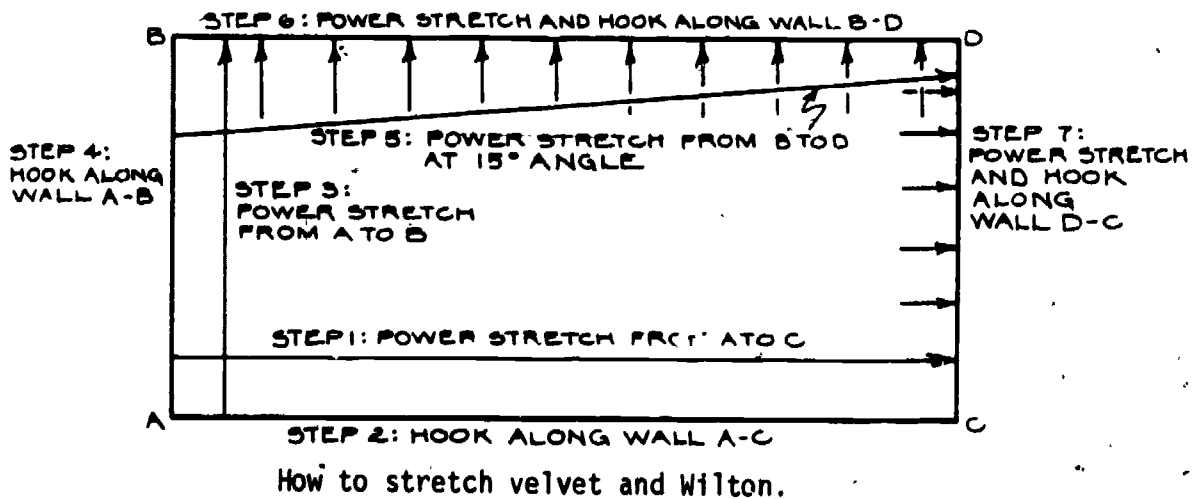 STEP 6: POWER STRETCH AND HOOK ALONG WALL B-D
B
D
STEP 5: POWER STRETCH FROM B TO D
AT 15° ANGLE
STEP 4:
HOOK ALONG
WALL A-B
STEP 3:
POWER STRETCH
FROM A TO B
STEP 7:
POWER STRETCH
AND HOOK
ALONG
WALL D-C
STEP 1: POWER STRETCH A TO C
A
C
STEP 2: HOOK ALONG WALL A-C
How to stretch velvet and Wilton.